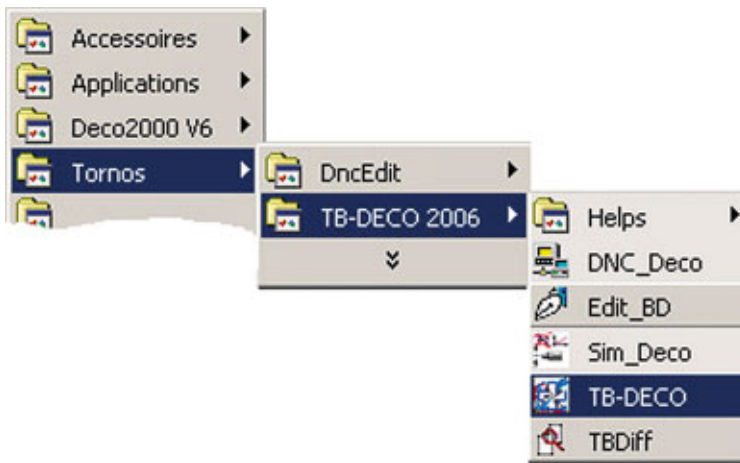 Accessoires
Applications
Deco2000 V6
Tornos
DncEdit
TB-DECO 2006
Helps
DNC_Deco
Edit_BD
Sim_Deco
TB-DECO
TBDiff